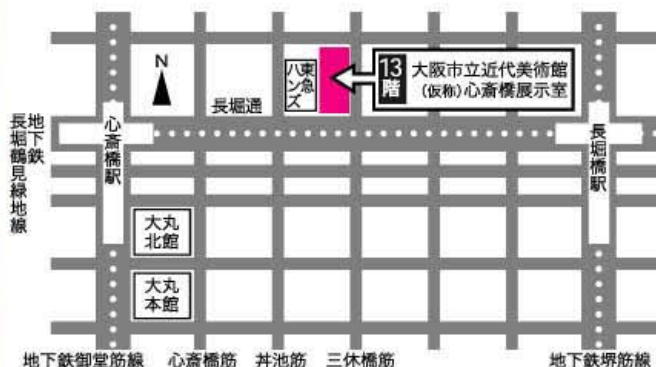 N
東急
ハンズ
13
階
大阪市立近代美術館
(仮称)心斎橋展示室
長堀通
地下鉄
長堀鶴見緑地線
心斎橋駅
長堀橋駅
大丸
北館
大丸
本館
地下鉄御堂筋線
心斎橋筋
丼池筋
三休橋筋
地下鉄堺筋線